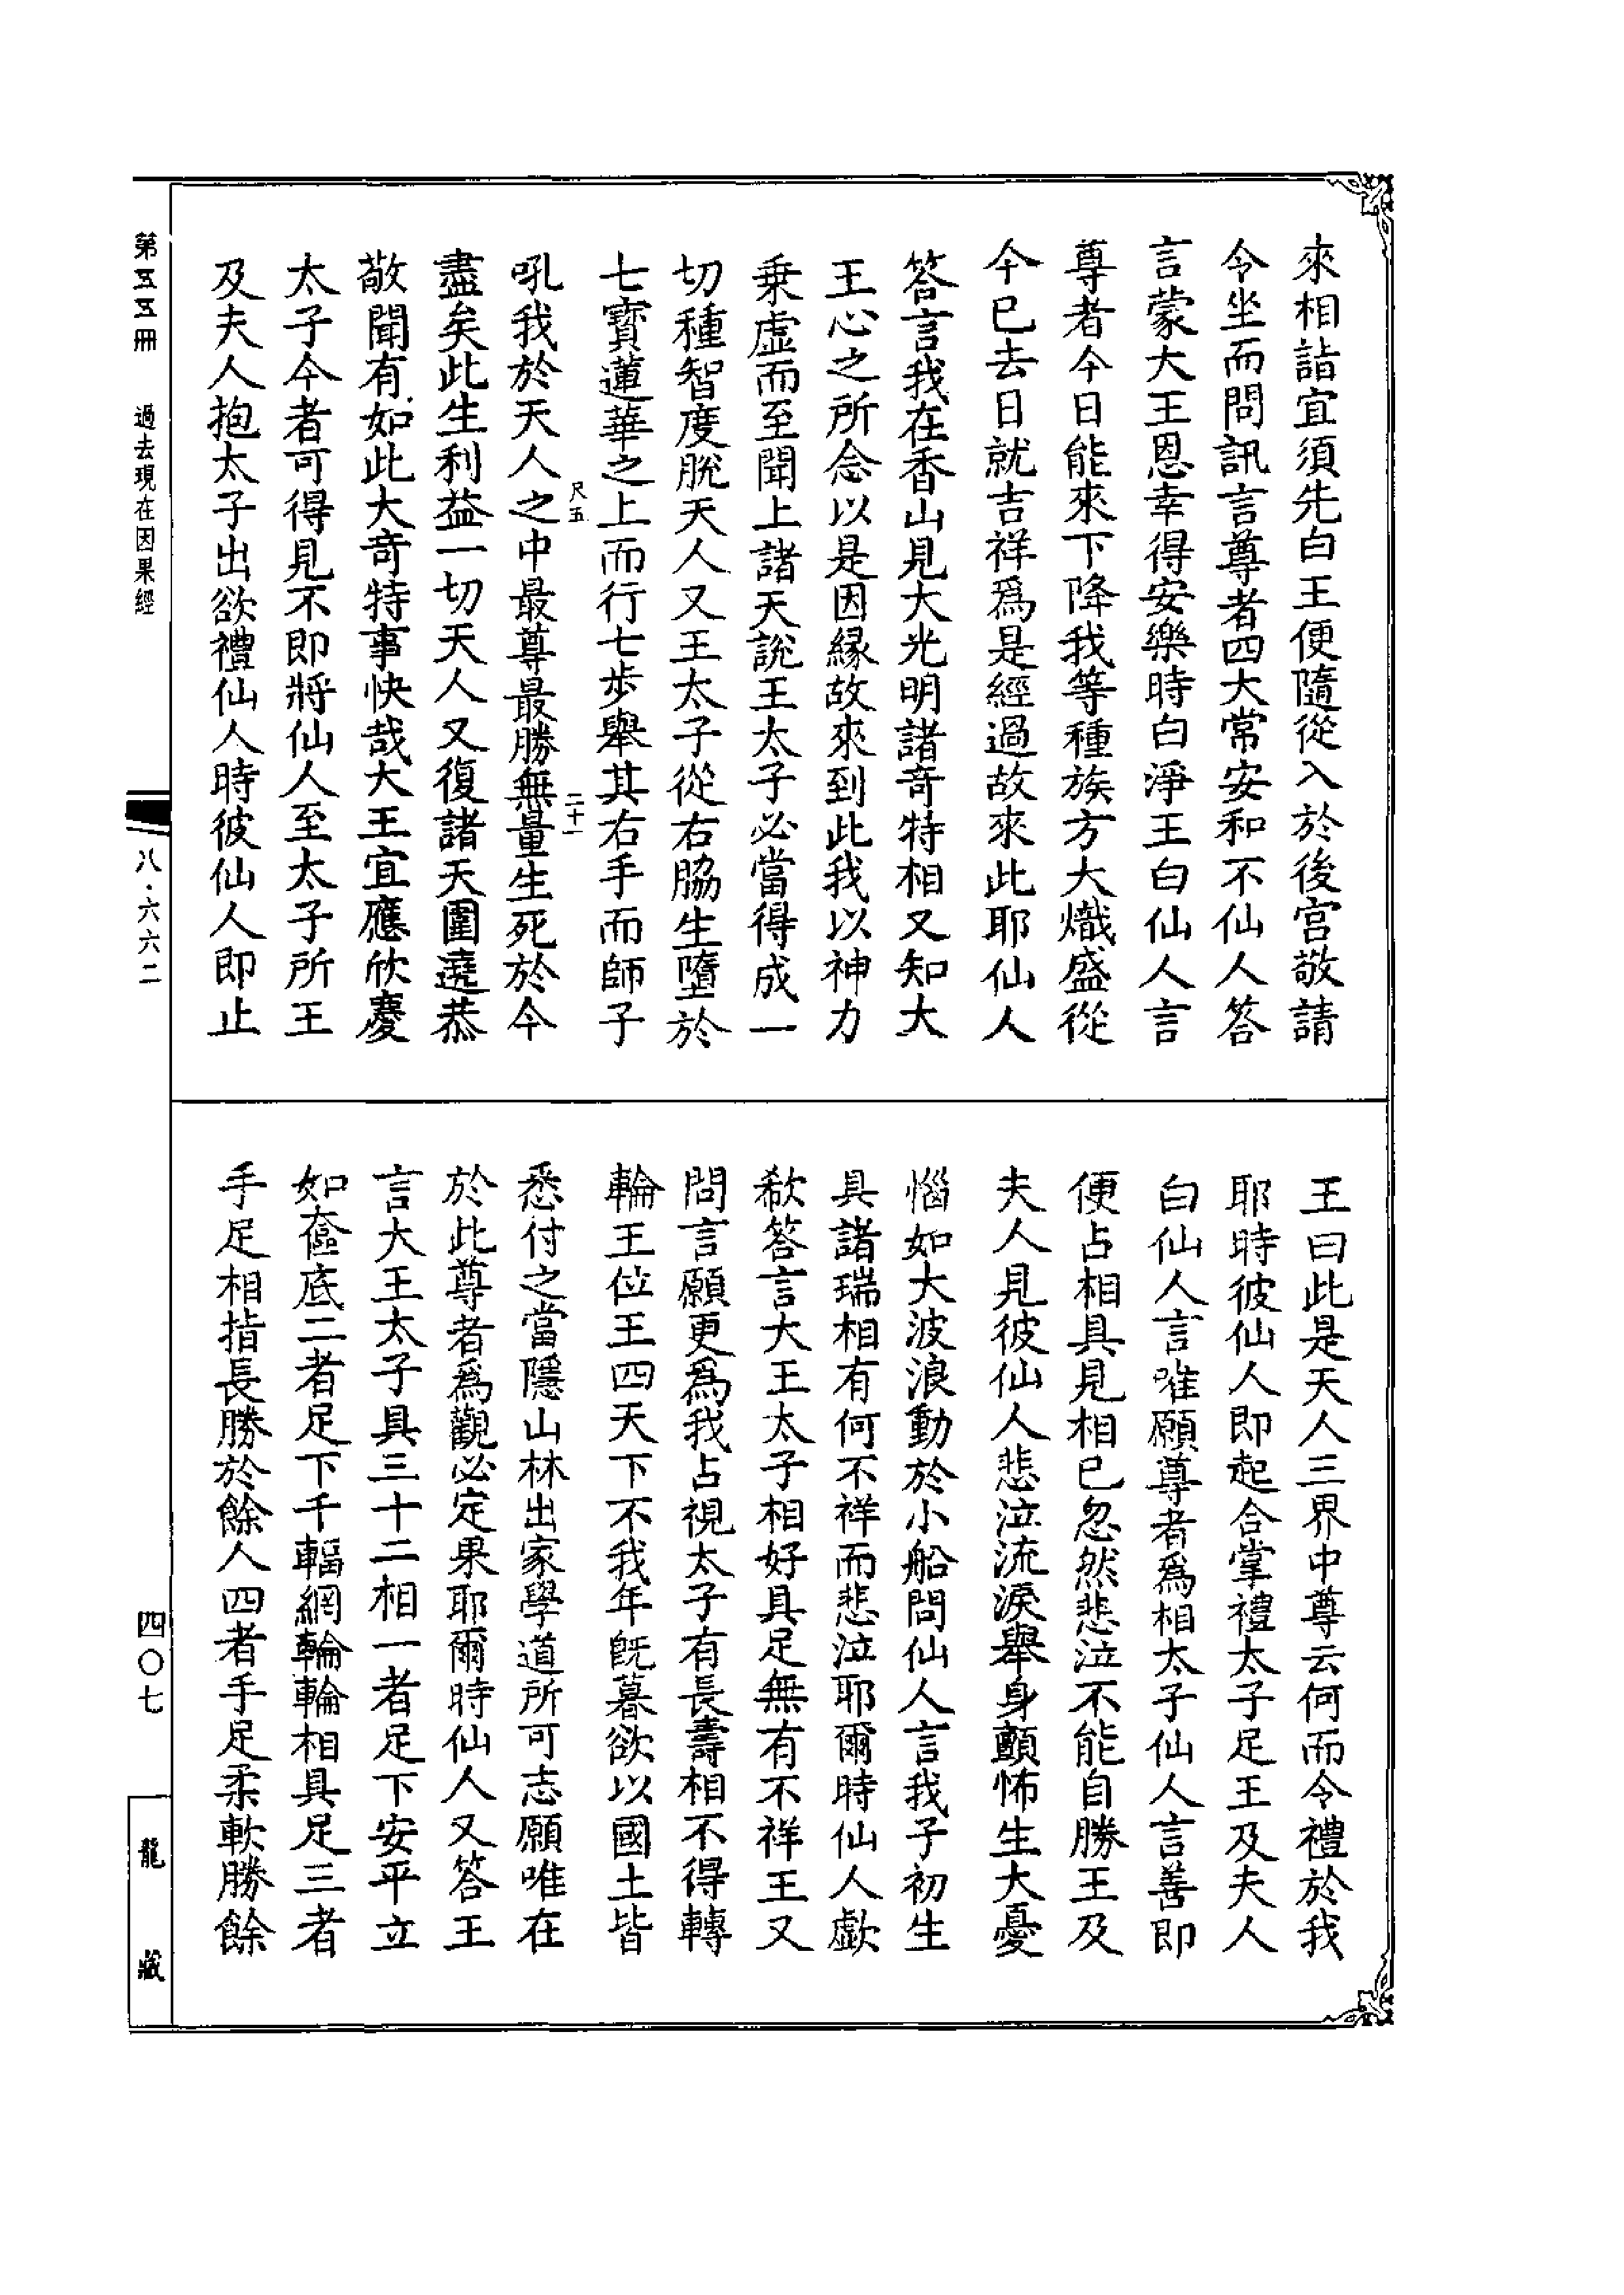 來相詣宜須先白王便隨從入於後宮敬請
令坐而問訊言尊者四大常安和不仙人答
言蒙大王恩幸得安樂時白淨王白仙人言
尊者今日能來下降我等種族方大熾盛從
今已去日就吉祥爲是經過故來此耶仙人
答言我在香山見大光明諸奇特相又知大
王心之所念以是因緣故來到此我以神力
乗虛而至聞上諸天說王太子必當得成一
切種智度脫天人又王太子從右脇生墮於
七寶蓮華之上而行七步舉其右手而師子
尺五 二十一
吼我於天人之中最尊最勝無量生死於今
盡矣此生利益一切天人又復諸天圍遶恭
敬聞有如此大奇特事快哉大王宜應欣慶
太子今者可得見不即將仙人至太子所王
及夫人抱太子出欲禮仙人時彼仙人即止
王曰此是天人三界中尊云何而令禮於我
耶時彼仙人即起合掌禮太子足王及夫人
白仙人言唯願尊者爲相太子仙人言善即
便占相具見相已忽然悲泣不能自勝王及
夫人見彼仙人悲泣流淚舉身顫怖生大憂
惱如大波浪動於小船問仙人言我子初生
具諸瑞相有何不祥而悲泣耶爾時仙人歔
欷答言大王太子相好具足無有不祥王又
問言願更爲我占視太子有長壽相不得轉
輪王位王四天下不我年旣暮欲以國土皆
悉付之當隱山林出家學道所可志願唯在
於此尊者爲觀必定果耶爾時仙人又答王
言大王太子具三十二相一者足下安平立
如奩底二者足下千輻網輪輪相具足三者
手足相指長勝於餘人四者手足柔軟勝餘
第五五冊 過去現在因果經
八·六六二
四〇七
龍藏